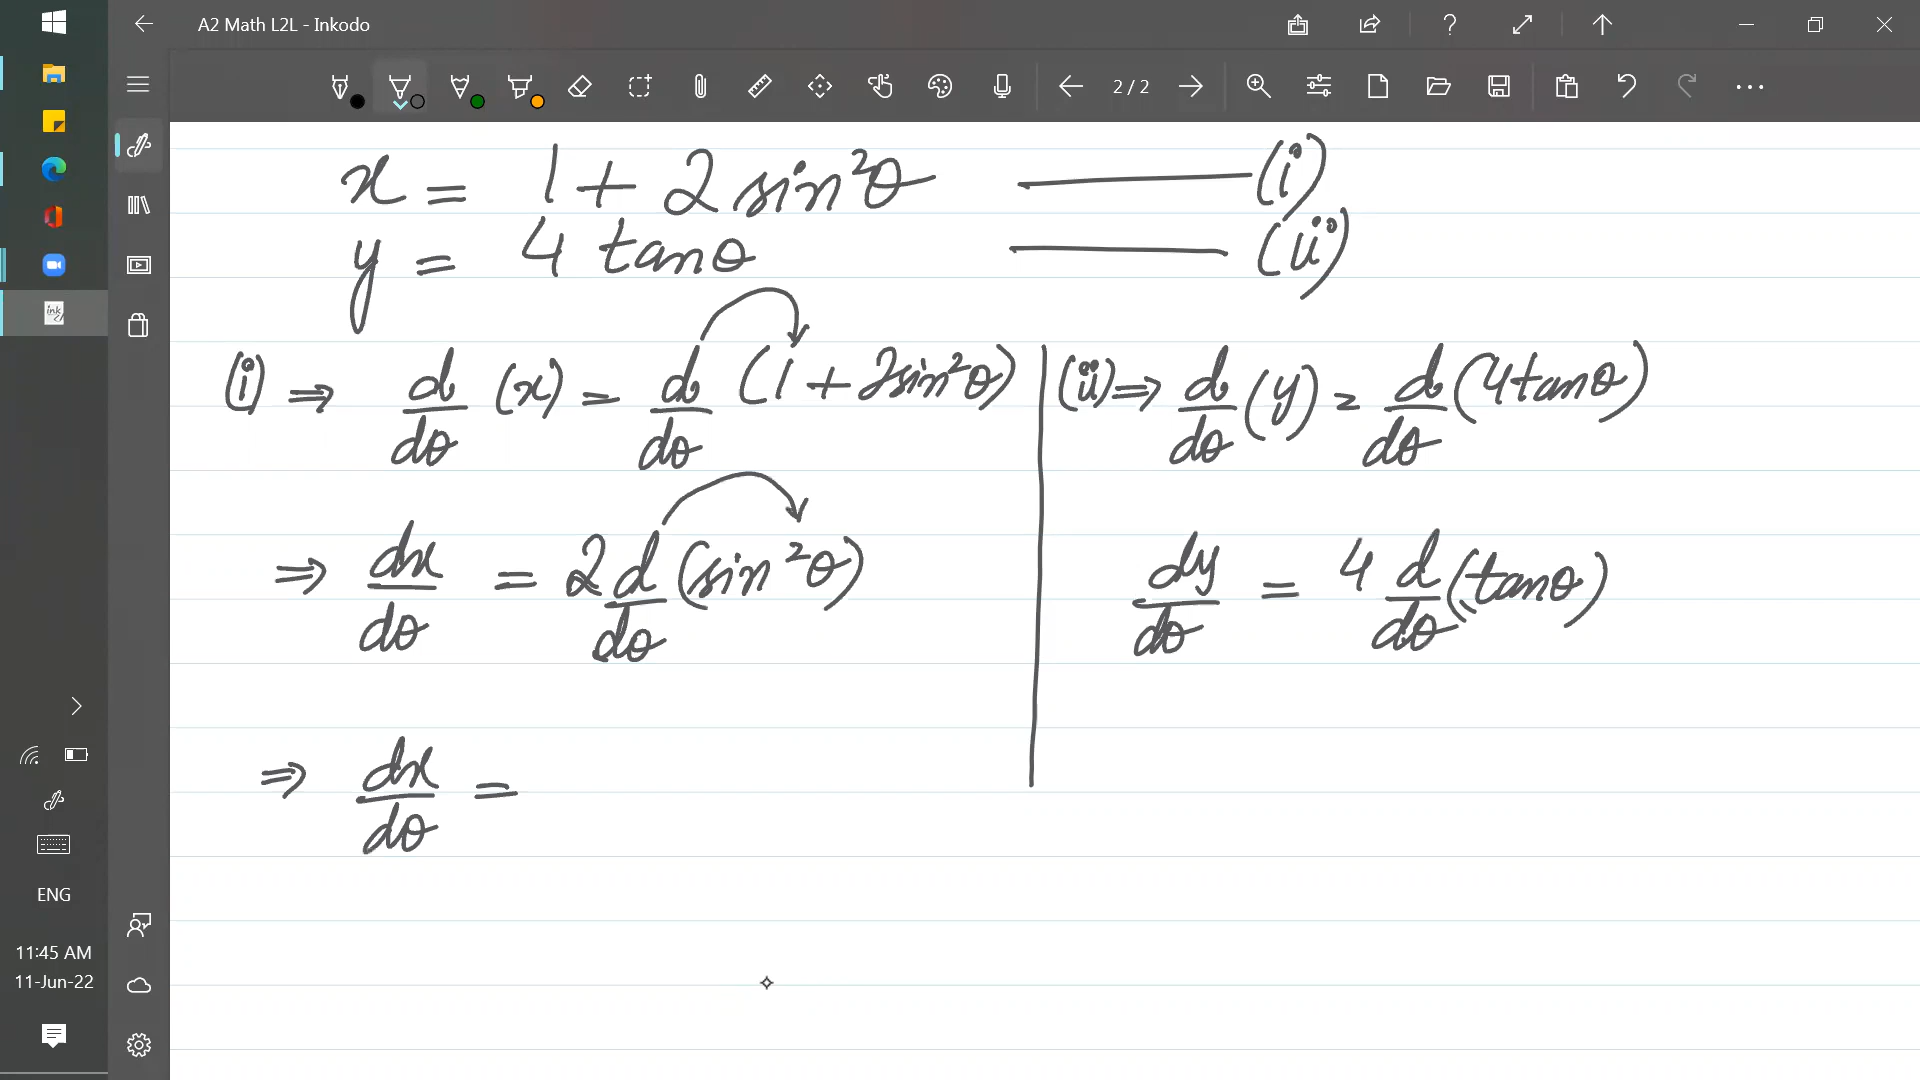 A2 Math L2L - Inkodo
2 / 2
x = 1 + 2 sin²θ ——— (i)
y = 4 tanθ ——— (ii)
(i) ⇒ d/dθ (x) = d/dθ (1 + 2sin²θ)
(ii) ⇒ d/dθ (y) = d/dθ (4tanθ)
⇒ dx/dθ = 2 d/dθ (sin²θ)
dy/dθ = 4 d/dθ (tanθ)
⇒ dx/dθ =
ENG
11:45 AM
11-Jun-22